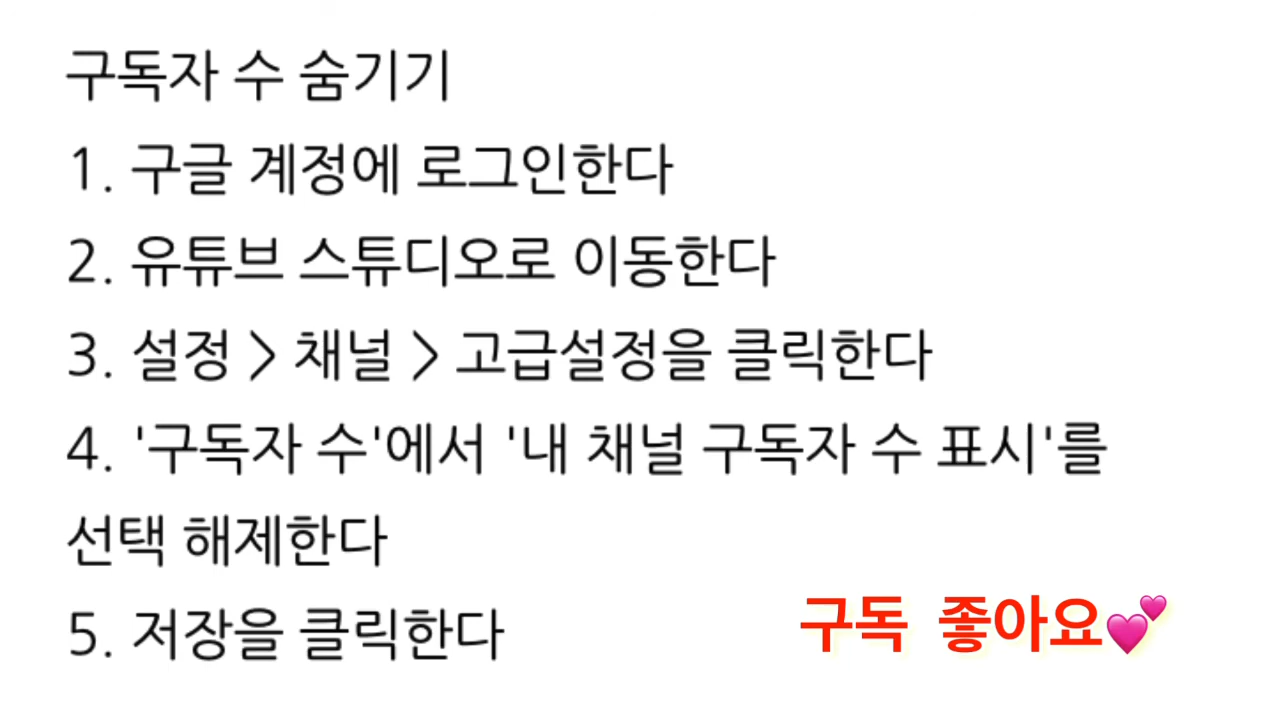 구독자 수 숨기기
1. 구글 계정에 로그인한다
2. 유튜브 스튜디오로 이동한다
3. 설정 > 채널 > 고급설정을 클릭한다
4. '구독자 수'에서 '내 채널 구독자 수 표시'를
선택 해제한다
5. 저장을 클릭한다
구독 좋아요💕